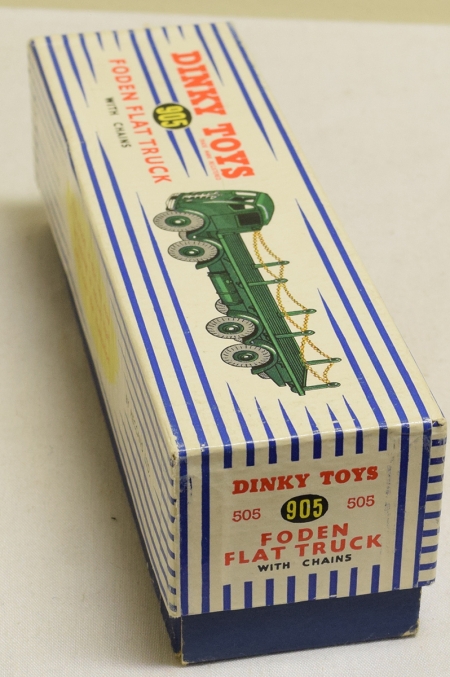 DINKY TOYS
905
FODEN FLAT TRUCK
WITH CHAINS
DINKY TOYS
505 905 505
FODEN
FLAT TRUCK
WITH CHAINS